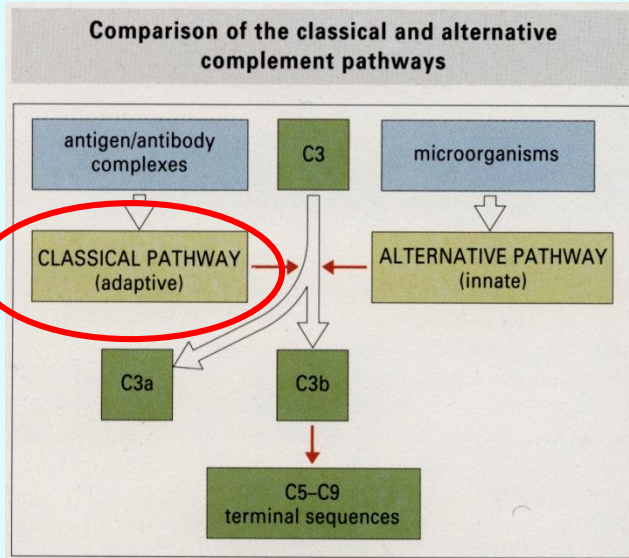 Comparison of the classical and alternative
complement pathways
antigen/antibody
complexes
C3
microorganisms
CLASSICAL PATHWAY
(adaptive)
ALTERNATIVE PATHWAY
(innate)
C3a
C3b
C5–C9
terminal sequences